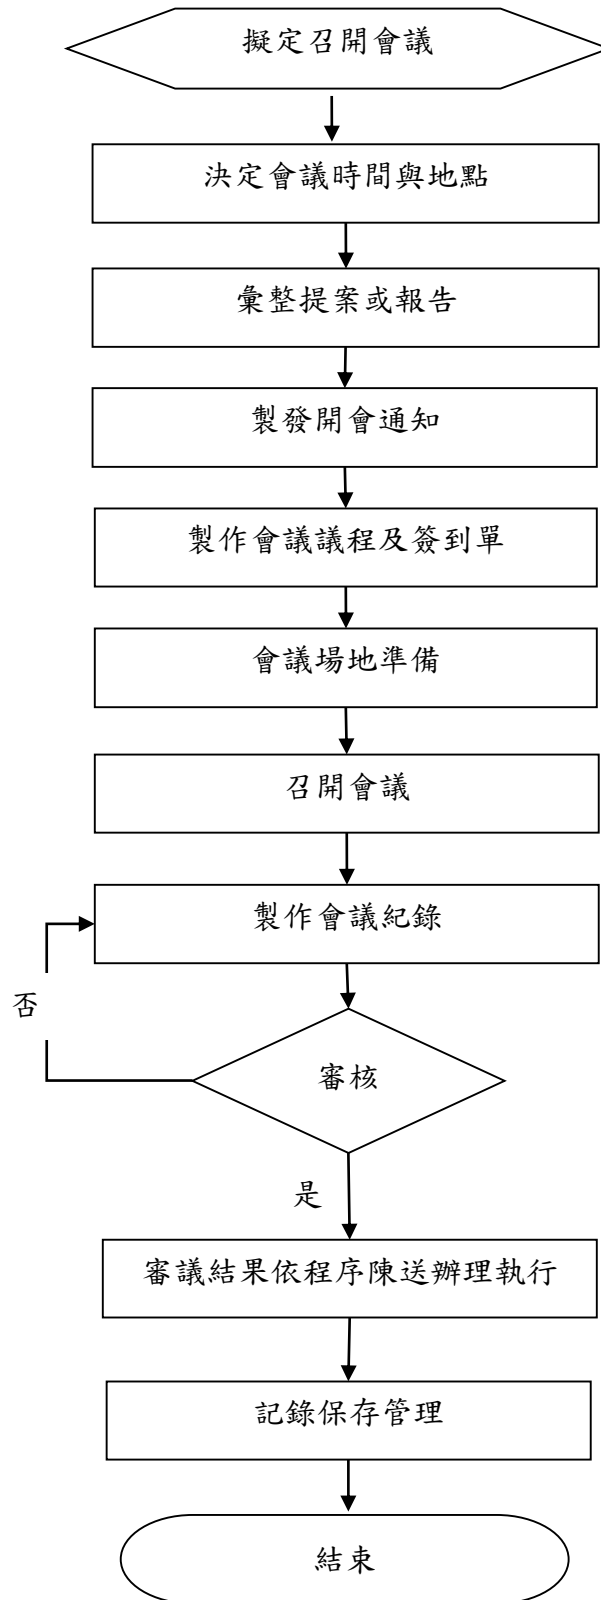 擬定召開會議
決定會議時間與地點
彙整提案或報告
製發開會通知
製作會議議程及簽到單
會議場地準備
召開會議
製作會議紀錄
否
審核
是
審議結果依程序陳送辦理執行
記錄保存管理
結束